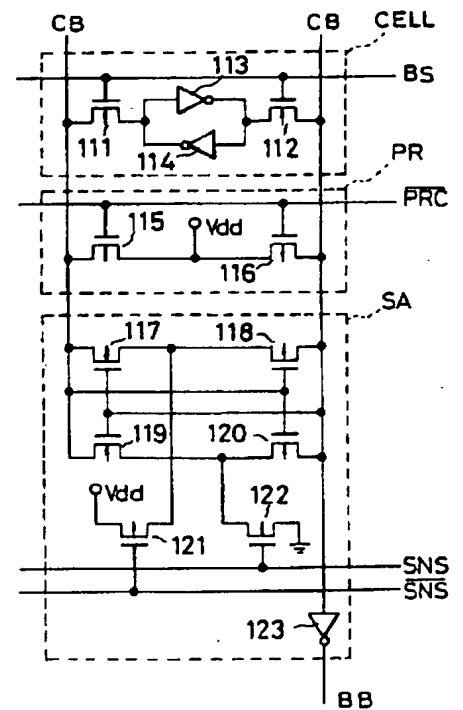 CB CB CELL
113
BS
111 114 112
PR
PRC
115 Vdd
116
SA
117 118
119 120
Vdd 122
121
SNS
SNS
123
BB